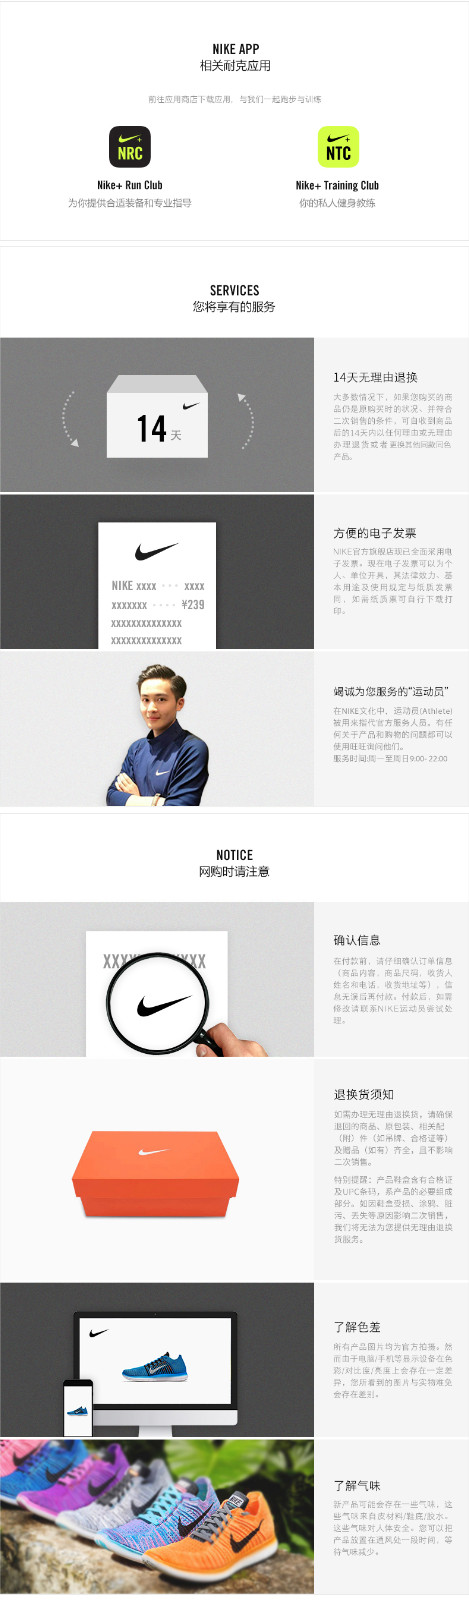 NIKE APP
相关耐克应用
前往应用商店下载应用，与我们一起跑步与训练
NRC
NTC
Nike+ Run Club
Nike+ Training Club
为你提供合适装备和专业指导
你的私人健身教练
SERVICES
您将享有的服务
14天
14天无理由退换
大多数情况下，如果您购买的商
品仍是原购买时的状况、并符合
二次销售的条件，可自收到商品
后的14天内以任何理由或无理由
办理退货或者更换其他同款同色
产品。
NIKE xxxx ···· xxxx
xxxxxxx ···· ¥239
xxxxxxxxxxxxxx
xxxxxxxxxxxxxx
方便的电子发票
NIKE官方旗舰店现已全面采用电
子发票。现在电子发票可以为个
人、单位开具，其法律效力、基
本用途及使用规定与纸质发票
同，如需纸质票可自行下载打
印。
竭诚为您服务的“运动员”
在NIKE文化中，运动员(Athlete)
被用来指代官方服务人员。有任
何关于产品和购物的问题都可以
使用旺旺询问他们。
服务时间:周一至周日9:00-22:00
NOTICE
网购时请注意
确认信息
在付款前，请仔细确认订单信息
（商品内容、商品尺码、收货人
姓名和电话、收货地址等），信
息无误后再付款。付款后，如需
修改请联系NIKE运动员尝试处
理。
退换货须知
如需办理无理由退换货，请确保
退回的商品、原包装、相关配
（附）件（如吊牌、合格证等）
及赠品（如有）齐全，且不影响
二次销售。
特别提醒：产品鞋盒含有合格证
及UPC条码，系产品的必要组成
部分。如因鞋盒受损、涂鸦、脏
污、丢失等原因影响二次销售，
我们将无法为您提供无理由退换
货服务。
了解色差
所有产品图片均为官方拍摄。然
而由于电脑/手机等显示设备在色
彩/对比度/亮度上会存在一定差
异，您所看到的图片与实物难免
会存在差别。
了解气味
新产品可能会存在一些气味，这
些气味来自皮材料/鞋底/胶水。
这些气味对人体安全。您可以把
产品放置在通风处一段时间，等
待气味减少。